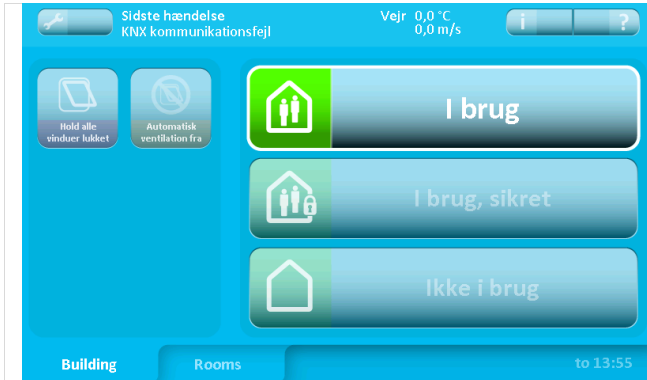 Sidste hændelse
KNX kommunikationsfejl
Vejr 0,0 °C
0,0 m/s
i
?
Hold alle
vinduer lukket
Automatisk
ventilation fra
I brug
I brug, sikret
Ikke i brug
Building
Rooms
to 13:55